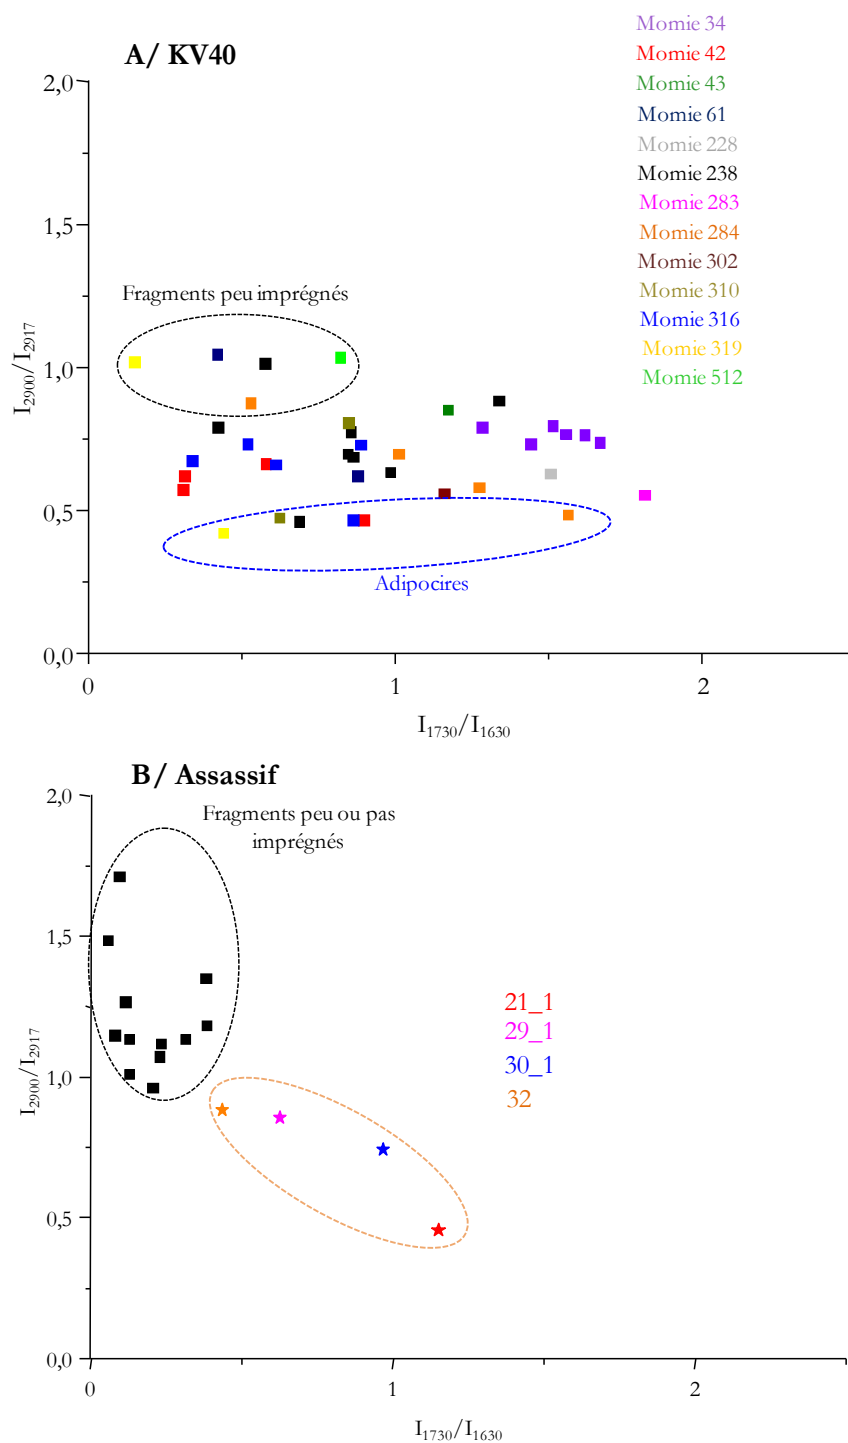 A/ KV40
Momie 34
Momie 42
Momie 43
Momie 61
Momie 228
Momie 238
Momie 283
Momie 284
Momie 302
Momie 310
Momie 316
Momie 319
Momie 512
2,0
1,5
1,0
0,5
0,0
I₂₉₀₀/I₂₉₁₇
Fragments peu imprégnés
Adipocires
0 1 2
I₁₇₃₀/I₁₆₃₀
B/ Assassif
2,0
1,5
1,0
0,5
0,0
I₂₉₀₀/I₂₉₁₇
Fragments peu ou pas
imprégnés
21_1
29_1
30_1
32
0 1 2
I₁₇₃₀/I₁₆₃₀